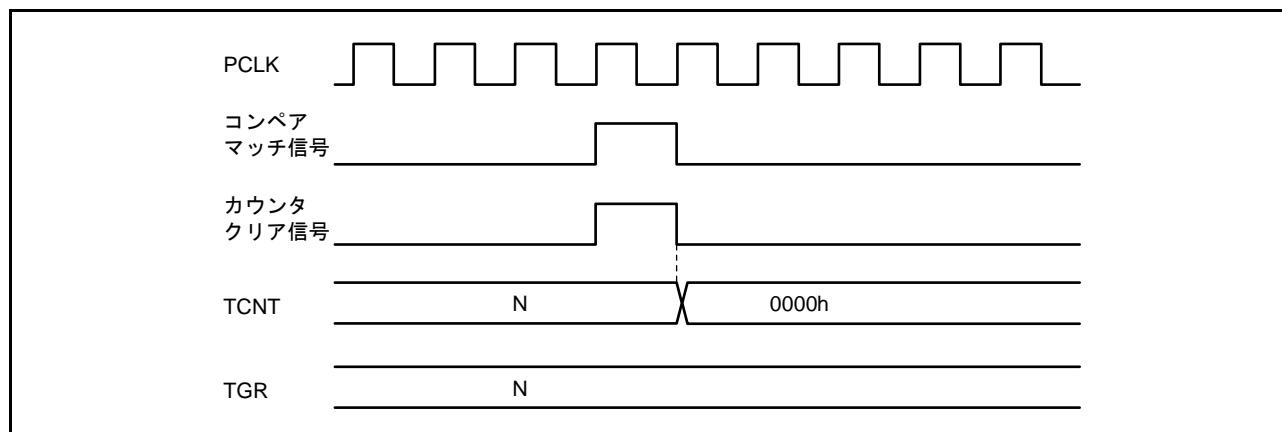 PCLK
コンペア
マッチ信号
カウンタ
クリア信号
TCNT N 0000h
TGR N